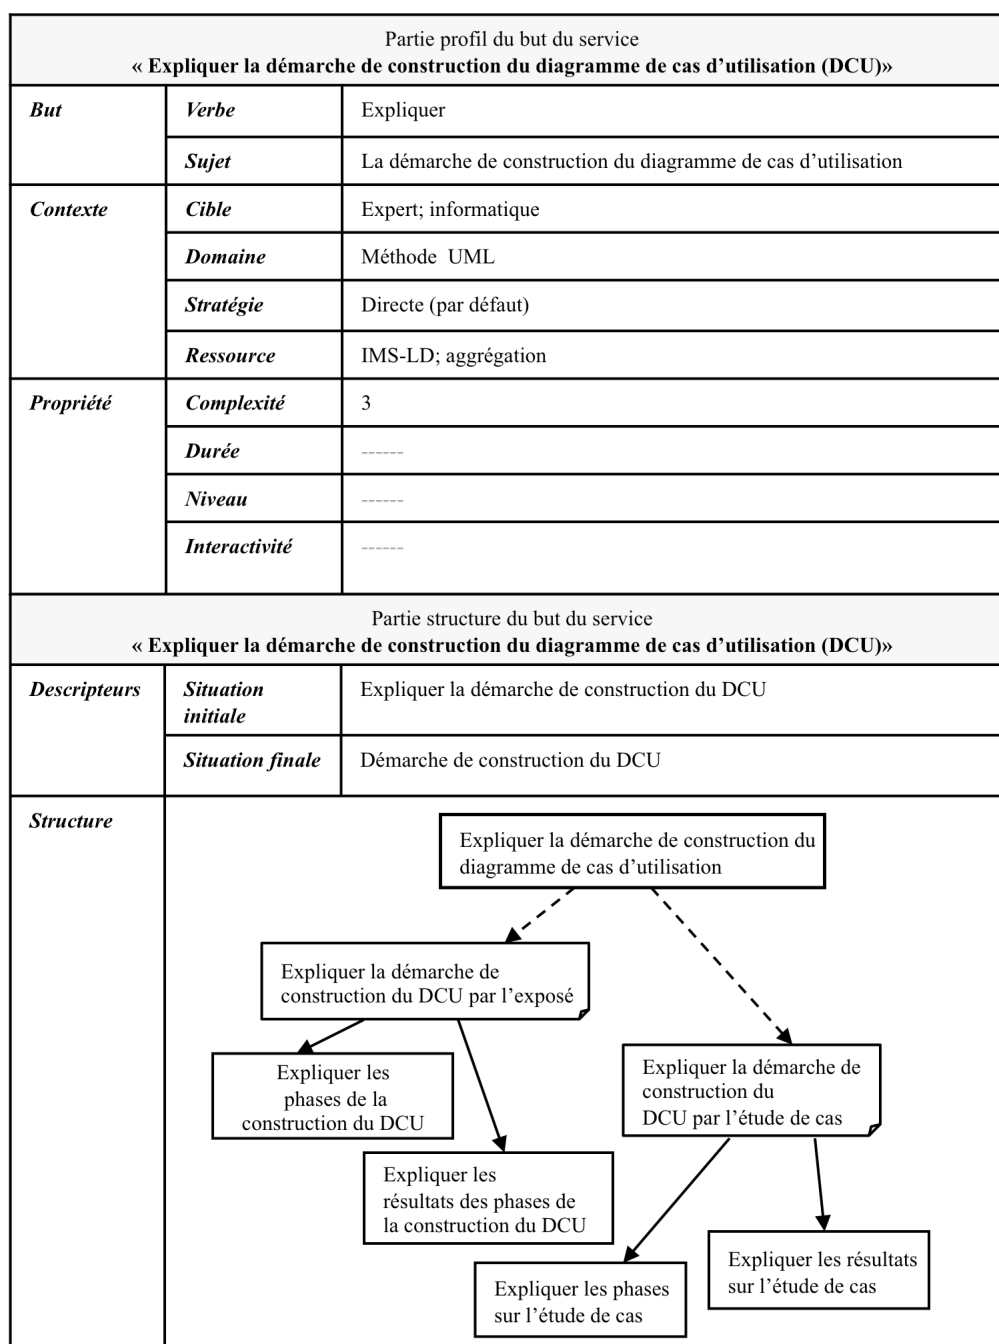 Partie profil du but du service
« Expliquer la démarche de construction du diagramme de cas d’utilisation (DCU)»
But
Verbe
Expliquer
Sujet
La démarche de construction du diagramme de cas d’utilisation
Contexte
Cible
Expert; informatique
Domaine
Méthode UML
Stratégie
Directe (par défaut)
Ressource
IMS-LD; aggrégation
Propriété
Complexité
3
Durée
------
Niveau
------
Interactivité
------
Partie structure du but du service
« Expliquer la démarche de construction du diagramme de cas d’utilisation (DCU)»
Descripteurs
Situation
initiale
Expliquer la démarche de construction du DCU
Situation finale
Démarche de construction du DCU
Structure
Expliquer la démarche de construction du
diagramme de cas d’utilisation
Expliquer la démarche de
construction du DCU par l’exposé
Expliquer les
phases de la
construction du DCU
Expliquer les
résultats des phases de
la construction du DCU
Expliquer la démarche de
construction du
DCU par l’étude de cas
Expliquer les phases
sur l’étude de cas
Expliquer les résultats
sur l’étude de cas